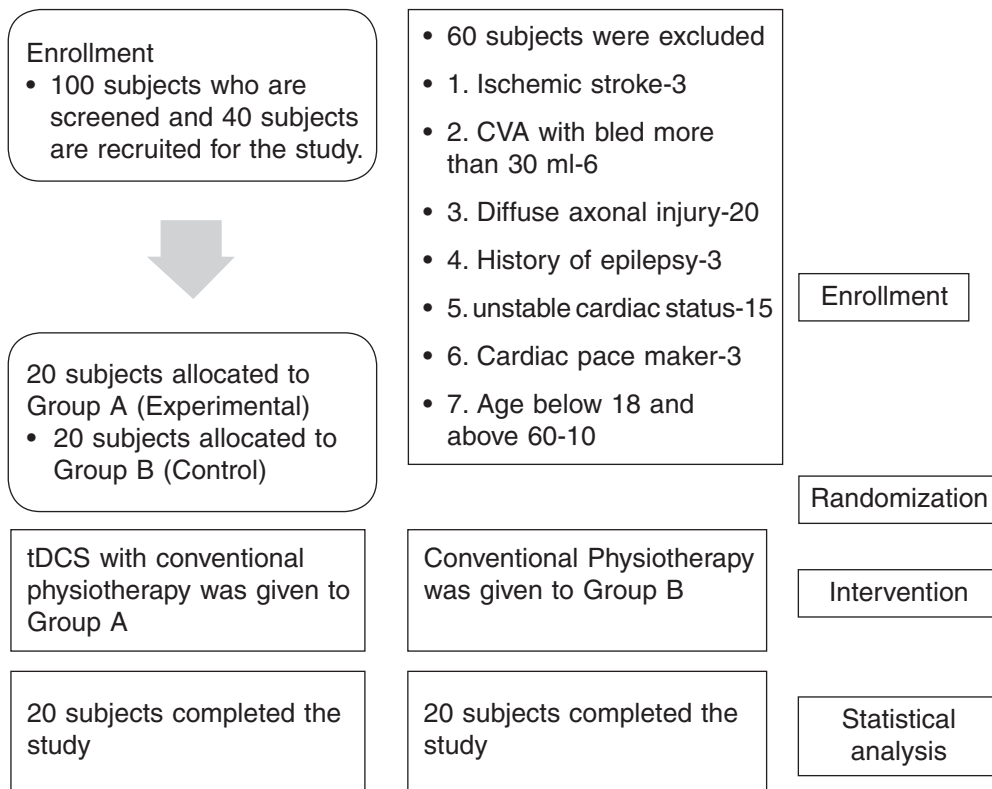 Enrollment
• 100 subjects who are
screened and 40 subjects
are recruited for the study.
• 60 subjects were excluded
• 1. Ischemic stroke-3
• 2. CVA with bled more
than 30 ml-6
• 3. Diffuse axonal injury-20
• 4. History of epilepsy-3
• 5. unstable cardiac status-15
• 6. Cardiac pace maker-3
• 7. Age below 18 and
above 60-10
Enrollment
20 subjects allocated to
Group A (Experimental)
• 20 subjects allocated to
Group B (Control)
Randomization
tDCS with conventional
physiotherapy was given to
Group A
Conventional Physiotherapy
was given to Group B
Intervention
20 subjects completed the
study
20 subjects completed the
study
Statistical
analysis